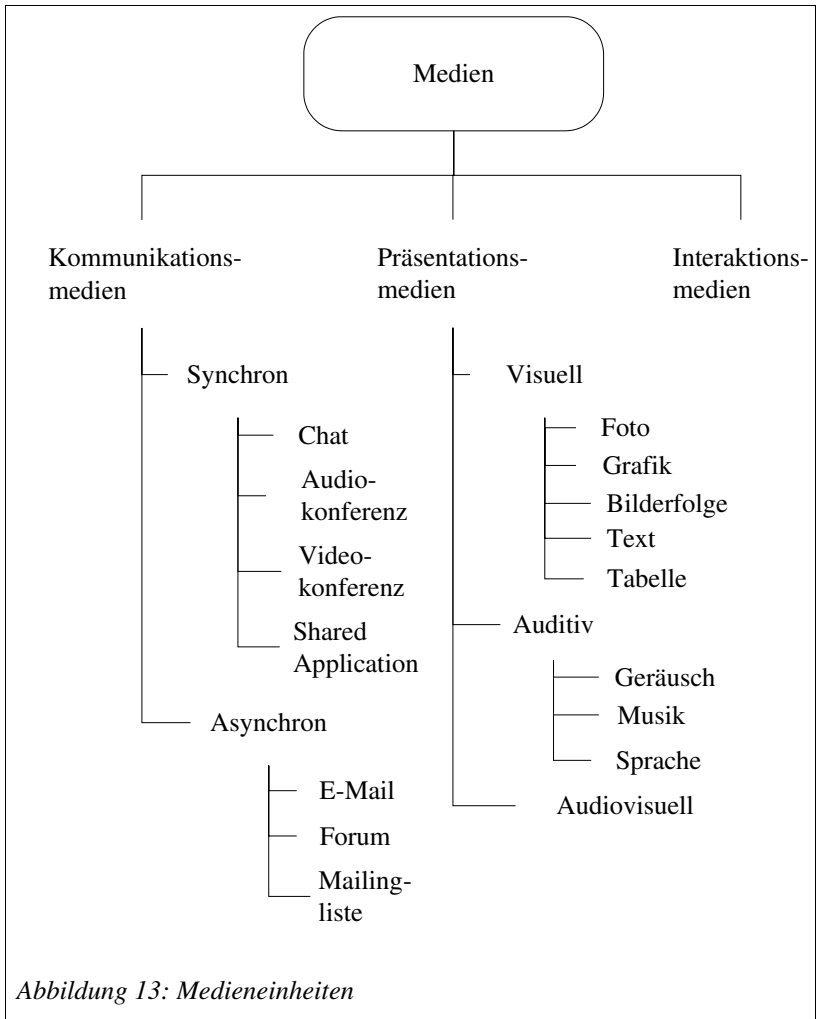 Medien
Kommunikations-
medien
Synchron
Chat
Audio-
konferenz
Video-
konferenz
Shared
Application
Asynchron
E-Mail
Forum
Mailing-
liste
Präsentations-
medien
Visuell
Foto
Grafik
Bilderfolge
Text
Tabelle
Auditiv
Geräusch
Musik
Sprache
Audiovisuell
Interaktions-
medien
Abbildung 13: Medieneinheiten